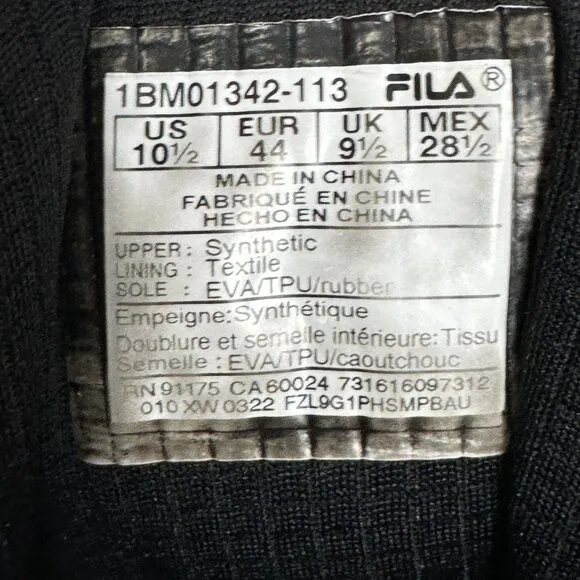 1BM01342-113 FILA®
US EUR UK MEX
10½ 44 9½ 28½
MADE IN CHINA
FABRIQUÉ EN CHINE
HECHO EN CHINA
UPPER: Synthetic
LINING : Textile
SOLE : EVA/TPU/rubber
Empeigne:Synthétique
Doublure et semelle intérieure:Tissu
Semelle : EVA/TPU/caoutchouc
RN 91175 CA 60024 731616097312
010 XW 0322 FZL9G1PHSMPBAU